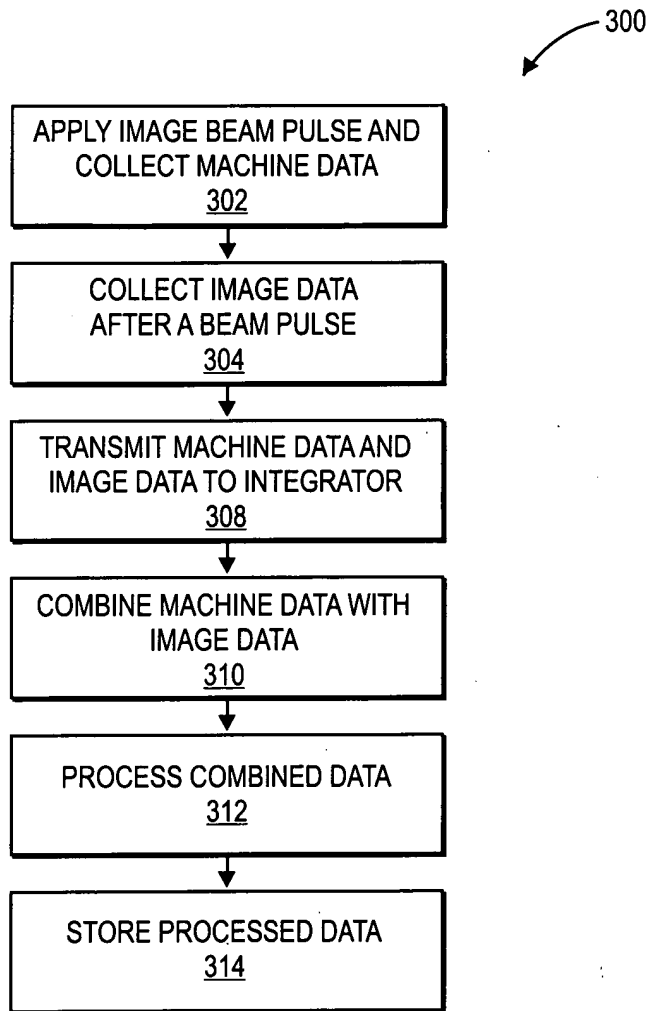 300
APPLY IMAGE BEAM PULSE AND
COLLECT MACHINE DATA
302
COLLECT IMAGE DATA
AFTER A BEAM PULSE
304
TRANSMIT MACHINE DATA AND
IMAGE DATA TO INTEGRATOR
308
COMBINE MACHINE DATA WITH
IMAGE DATA
310
PROCESS COMBINED DATA
312
STORE PROCESSED DATA
314